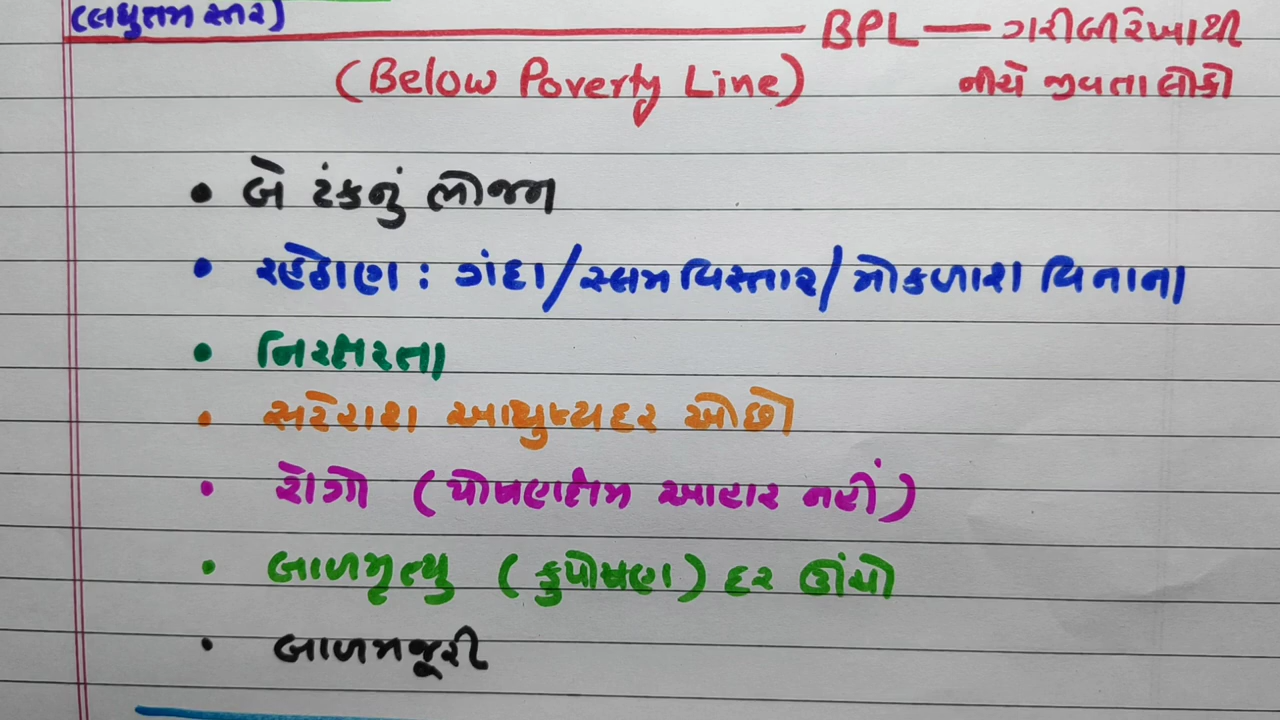 (લઘુત્તમ સ્તર)
BPL — ગરીબીરેખાથી
(Below Poverty Line) નીચે જીવતા લોકો
• બે ટંકનું ભોજન
• રહેઠાણ : ગંદા/સ્લમ વિસ્તાર/મોકળાશ વિનાના
• નિરક્ષરતા
• સરેરાશ આયુષ્યદર ઓછો
• રોગો (પોષણક્ષમ આહાર નહીં)
• બાળમૃત્યુ (કુપોષણ) દર ઊંચો
• બાળમજૂરી